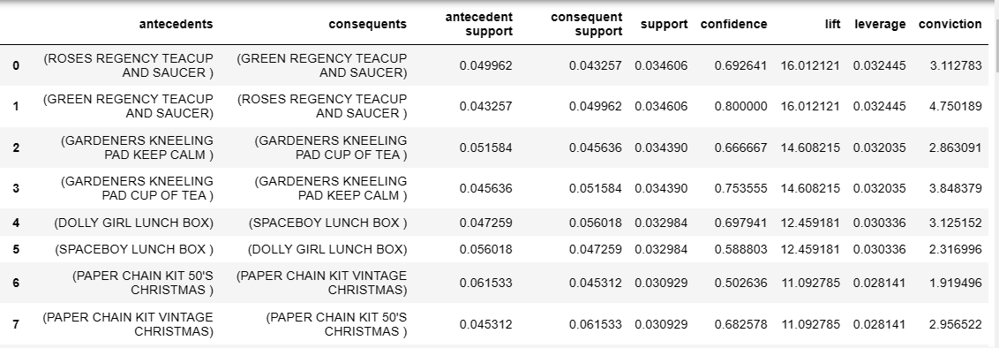 antecedents consequents antecedent support consequent support support confidence lift leverage conviction
0 (ROSES REGENCY TEACUP AND SAUCER ) (GREEN REGENCY TEACUP AND SAUCER) 0.049962 0.043257 0.034606 0.692641 16.012121 0.032445 3.112783
1 (GREEN REGENCY TEACUP AND SAUCER) (ROSES REGENCY TEACUP AND SAUCER ) 0.043257 0.049962 0.034606 0.800000 16.012121 0.032445 4.750189
2 (GARDENERS KNEELING PAD KEEP CALM ) (GARDENERS KNEELING PAD CUP OF TEA ) 0.051584 0.045636 0.034390 0.666667 14.608215 0.032035 2.863091
3 (GARDENERS KNEELING PAD CUP OF TEA ) (GARDENERS KNEELING PAD KEEP CALM ) 0.045636 0.051584 0.034390 0.753555 14.608215 0.032035 3.848379
4 (DOLLY GIRL LUNCH BOX) (SPACEBOY LUNCH BOX ) 0.047259 0.056018 0.032984 0.697941 12.459181 0.030336 3.125152
5 (SPACEBOY LUNCH BOX ) (DOLLY GIRL LUNCH BOX) 0.056018 0.047259 0.032984 0.588803 12.459181 0.030336 2.316996
6 (PAPER CHAIN KIT 50'S CHRISTMAS ) (PAPER CHAIN KIT VINTAGE CHRISTMAS) 0.061533 0.045312 0.030929 0.502636 11.092785 0.028141 1.919496
7 (PAPER CHAIN KIT VINTAGE CHRISTMAS) (PAPER CHAIN KIT 50'S CHRISTMAS ) 0.045312 0.061533 0.030929 0.682578 11.092785 0.028141 2.956522